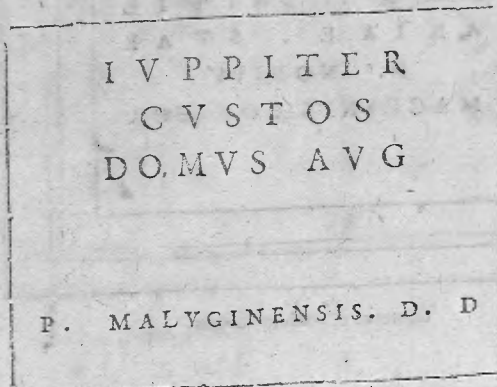 IVPPITER
CVSTOS
DO.MVS AVG
P. MALVGINENSIS. D. D